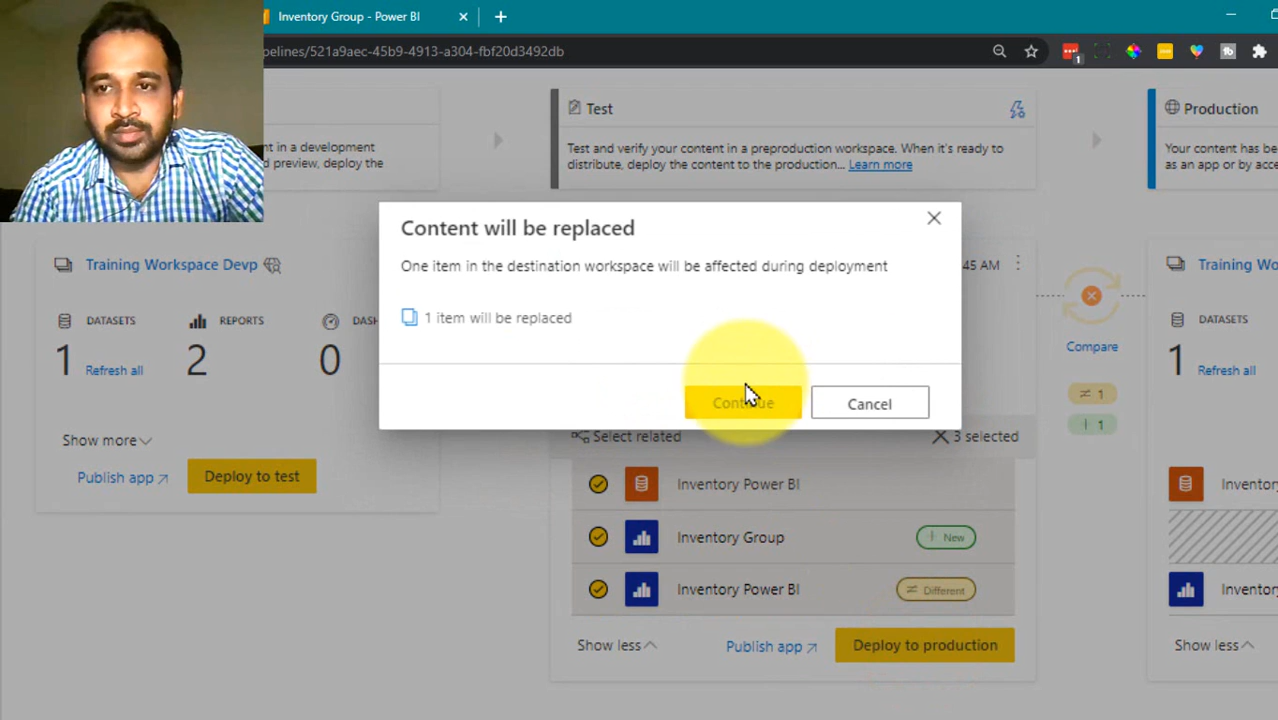 Inventory Group - Power BI
pelines/521a9aec-45b9-4913-a304-fbf20d3492db
1
Test
Production
nt in a development
d preview, deploy the
Test and verify your content in a preproduction workspace. When it's ready to
distribute, deploy the content to the production... Learn more
Your content has be
as an app or by acce
Content will be replaced
One item in the destination workspace will be affected during deployment
1 item will be replaced
Continue
Cancel
Training Workspace Devp
45 AM
Training Wo
DATASETS
REPORTS
DASH
1
Refresh all
2
0
Compare
DATASETS
1
Refresh all
≠ 1
+ 1
Show more
Publish app
Deploy to test
Select related
3 selected
Inventory Power BI
Inventory
Inventory Group
+ New
Inventory Power BI
≠ Different
Inventory
Show less
Publish app
Deploy to production
Show less